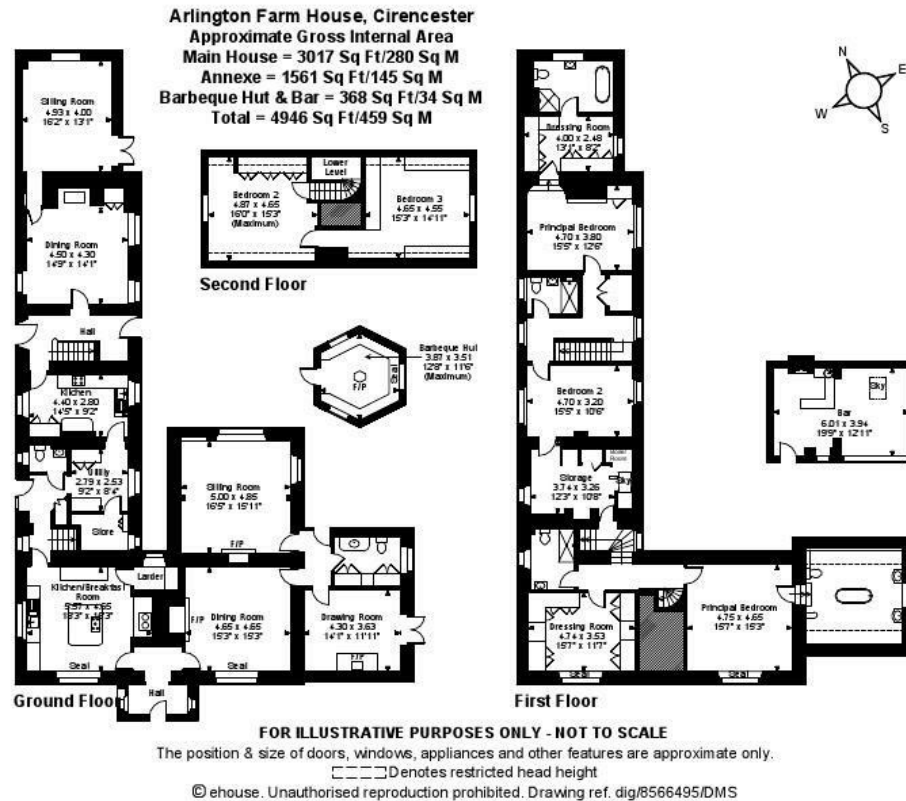 Arlington Farm House, Cirencester
Approximate Gross Internal Area
Main House = 3017 Sq Ft/280 Sq M
Annexe = 1561 Sq Ft/145 Sq M
Barbeque Hut & Bar = 368 Sq Ft/34 Sq M
Total = 4946 Sq Ft/459 Sq M
N
E
S
W
Sitting Room
4.93 x 4.00
16'2" x 13'1"
Dining Room
4.50 x 4.30
14'9" x 14'1"
Hall
Kitchen
4.40 x 2.80
14'5" x 9'2"
Utility
2.79 x 2.53
9'2" x 8'4"
Store
Kitchen/Breakfast
Room
5.57 x 4.65
18'3" x 15'3"
Seat
Larder
Hall
F/P
Sitting Room
5.00 x 4.85
16'5" x 15'11"
F/P
Dining Room
4.65 x 4.65
15'3" x 15'3"
Seat
Drawing Room
4.30 x 3.63
14'1" x 11'11"
F/P
Ground Floor
Bedroom 2
4.87 x 4.65
16'0" x 15'3"
(Maximum)
Lower
Level
Bedroom 3
4.65 x 4.55
15'3" x 14'11"
Second Floor
Barbeque Hut
3.87 x 3.51
12'8" x 11'6"
(Maximum)
Seat
F/P
Dressing Room
4.00 x 2.48
13'1" x 8'2"
Principal Bedroom
4.70 x 3.80
15'5" x 12'6"
Bedroom 2
4.70 x 3.20
15'5" x 10'6"
Storage
3.74 x 3.26
12'3" x 10'8"
Sky
Dressing Room
4.74 x 3.53
15'7" x 11'7"
Seat
Principal Bedroom
4.75 x 4.65
15'7" x 15'3"
Seat
First Floor
Sky
Bar
6.01 x 3.94
19'9" x 12'11"
FOR ILLUSTRATIVE PURPOSES ONLY - NOT TO SCALE
The position & size of doors, windows, appliances and other features are approximate only.
Denotes restricted head height
© ehouse. Unauthorised reproduction prohibited. Drawing ref. dig/8566495/DMS